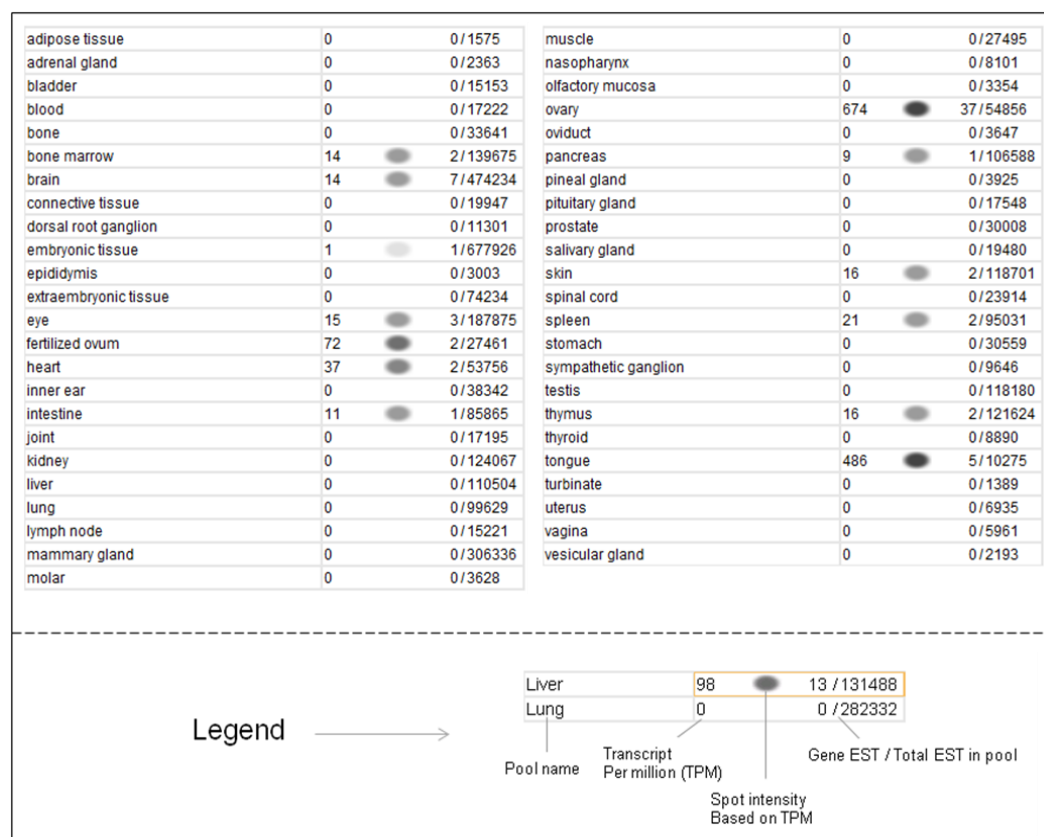 adipose tissue 0 0/1575
adrenal gland 0 0/2363
bladder 0 0/15153
blood 0 0/17222
bone 0 0/33641
bone marrow 14 2/139675
brain 14 7/474234
connective tissue 0 0/19947
dorsal root ganglion 0 0/11301
embryonic tissue 1 1/677926
epididymis 0 0/3003
extraembryonic tissue 0 0/74234
eye 15 3/187875
fertilized ovum 72 2/27461
heart 37 2/53756
inner ear 0 0/38342
intestine 11 1/85865
joint 0 0/17195
kidney 0 0/124067
liver 0 0/110504
lung 0 0/99629
lymph node 0 0/15221
mammary gland 0 0/306336
molar 0 0/3628
muscle 0 0/27495
nasopharynx 0 0/8101
olfactory mucosa 0 0/3354
ovary 674 37/54856
oviduct 0 0/3647
pancreas 9 1/106588
pineal gland 0 0/3925
pituitary gland 0 0/17548
prostate 0 0/30008
salivary gland 0 0/19480
skin 16 2/118701
spinal cord 0 0/23914
spleen 21 2/95031
stomach 0 0/30559
sympathetic ganglion 0 0/9646
testis 0 0/118180
thymus 16 2/121624
thyroid 0 0/8890
tongue 486 5/10275
turbinate 0 0/1389
uterus 0 0/6935
vagina 0 0/5961
vesicular gland 0 0/2193
Legend
Liver 98 13 /131488
Lung 0 0 /282332
Pool name
Transcript
Per million (TPM)
Spot intensity
Based on TPM
Gene EST / Total EST in pool